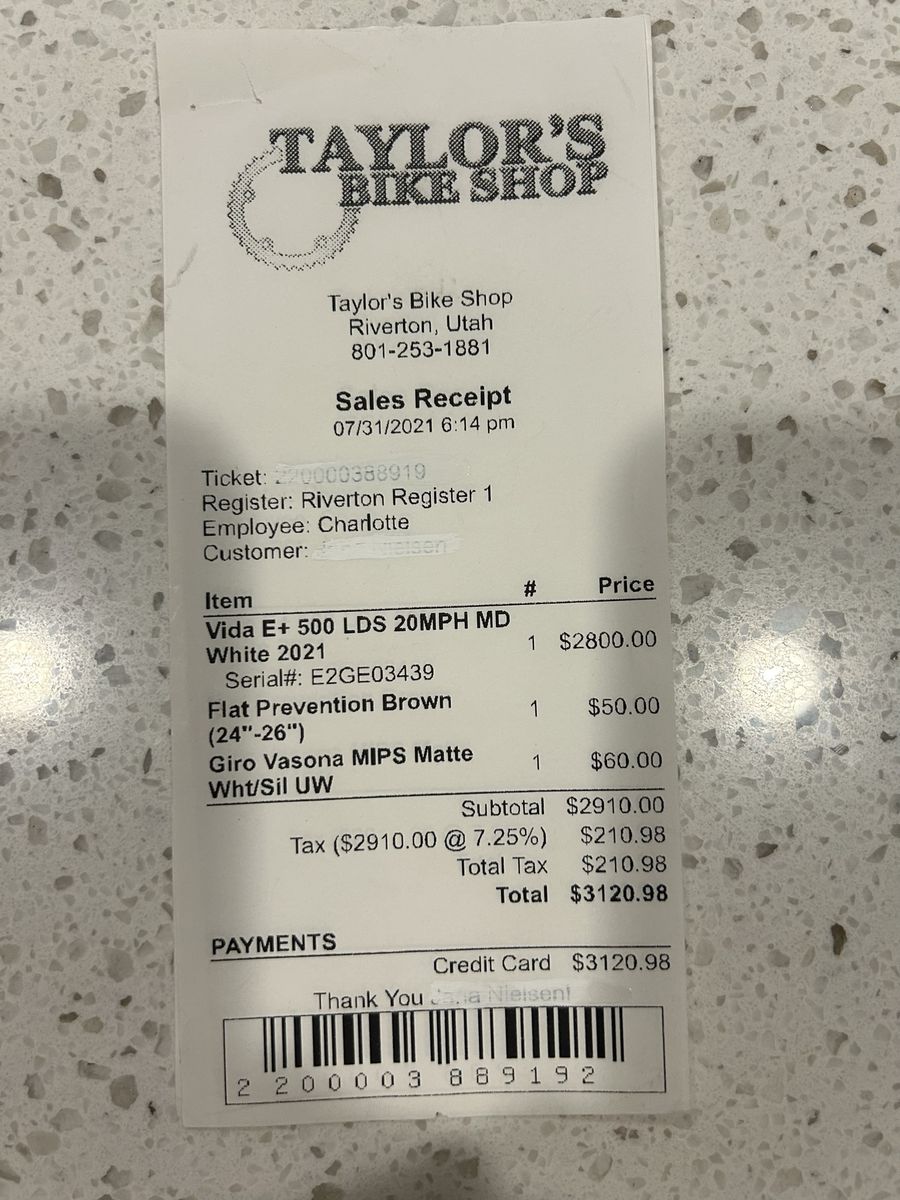 TAYLOR'S
BIKE SHOP
Taylor's Bike Shop
Riverton, Utah
801-253-1881
Sales Receipt
07/31/2021 6:14 pm
Ticket:
Register: Riverton Register 1
Employee: Charlotte
Customer:
Item # Price
Vida E+ 500 LDS 20MPH MD
White 2021 1 $2800.00
Serial#: E2GE03439
Flat Prevention Brown 1 $50.00
(24"-26")
Giro Vasona MIPS Matte 1 $60.00
Wht/Sil UW
Subtotal $2910.00
Tax ($2910.00 @ 7.25%) $210.98
Total Tax $210.98
Total $3120.98
PAYMENTS
Credit Card $3120.98
Thank You
2 200003 889192